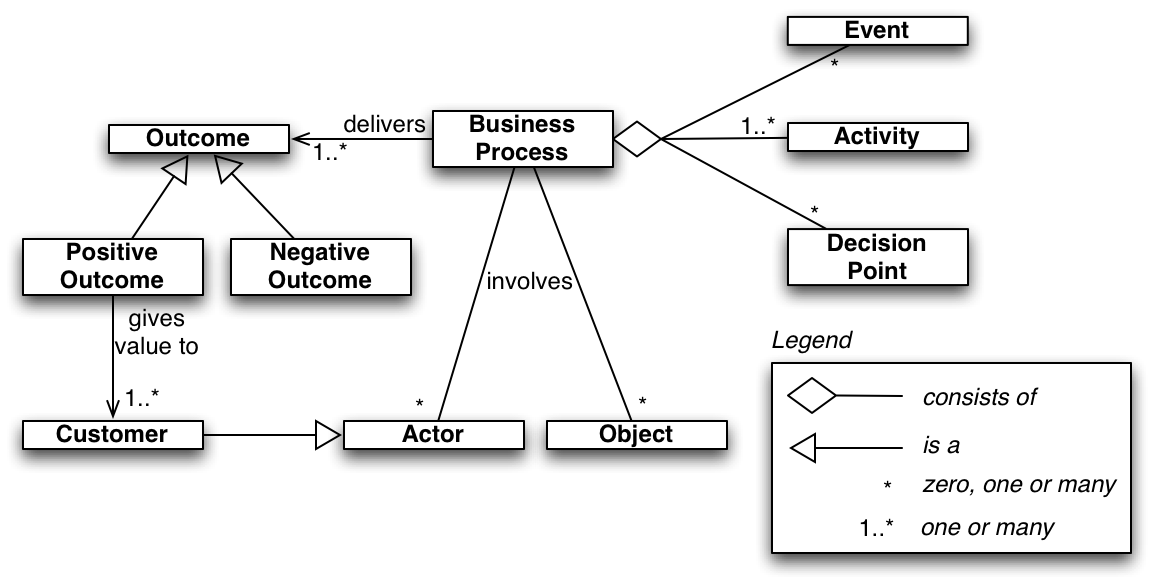 Event
*
delivers
Business
Process
1..*
Activity
Outcome
1..*
*
Decision
Point
Positive
Outcome
Negative
Outcome
involves
gives
value to
1..*
*
*
Customer
Actor
Object
Legend
consists of
is a
* zero, one or many
1..* one or many